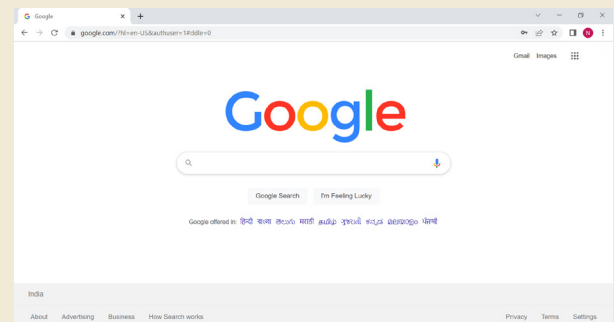 Google
google.com/?hl=en-US&authuser=1#ddle=0
N
Gmail Images
Google
Google Search I'm Feeling Lucky
Google offered in: हिन्दी বাংলা తెలుగు मराठी தமிழ் ગુજરાતી ಕನ್ನಡ മലയാളം ਪੰਜਾਬੀ
India
About Advertising Business How Search works Privacy Terms Settings